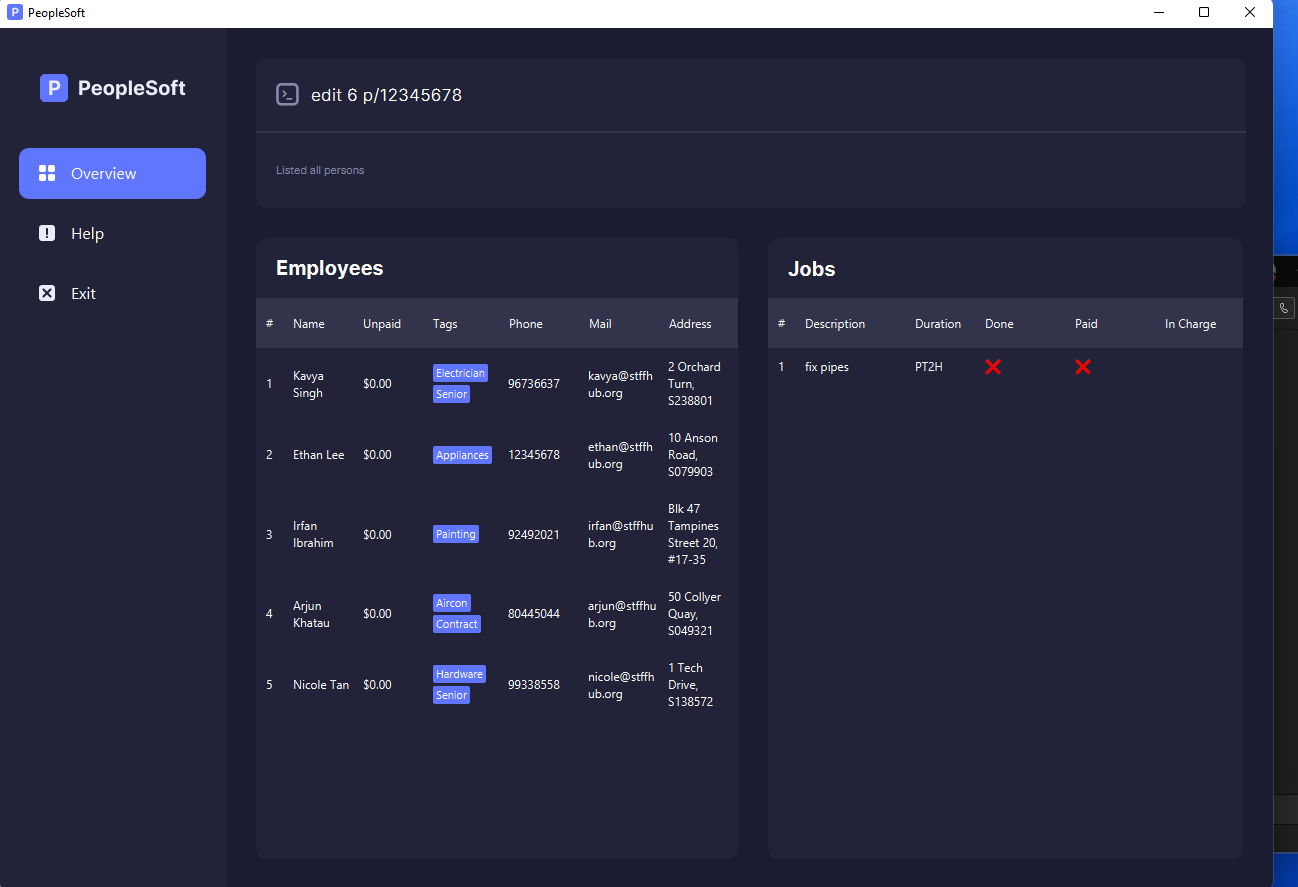 P PeopleSoft
P PeopleSoft
Overview
Help
Exit
edit 6 p/12345678
Listed all persons
Employees
# Name Unpaid Tags Phone Mail Address
1 Kavya Singh $0.00 Electrician Senior 96736637 kavya@stffhub.org 2 Orchard Turn, S238801
2 Ethan Lee $0.00 Appliances 12345678 ethan@stffhub.org 10 Anson Road, S079903
3 Irfan Ibrahim $0.00 Painting 92492021 irfan@stffhub.org Blk 47 Tampines Street 20, #17-35
4 Arjun Khatau $0.00 Aircon Contract 80445044 arjun@stffhub.org 50 Collyer Quay, S049321
5 Nicole Tan $0.00 Hardware Senior 99338558 nicole@stffhub.org 1 Tech Drive, S138572
Jobs
# Description Duration Done Paid In Charge
1 fix pipes PT2H